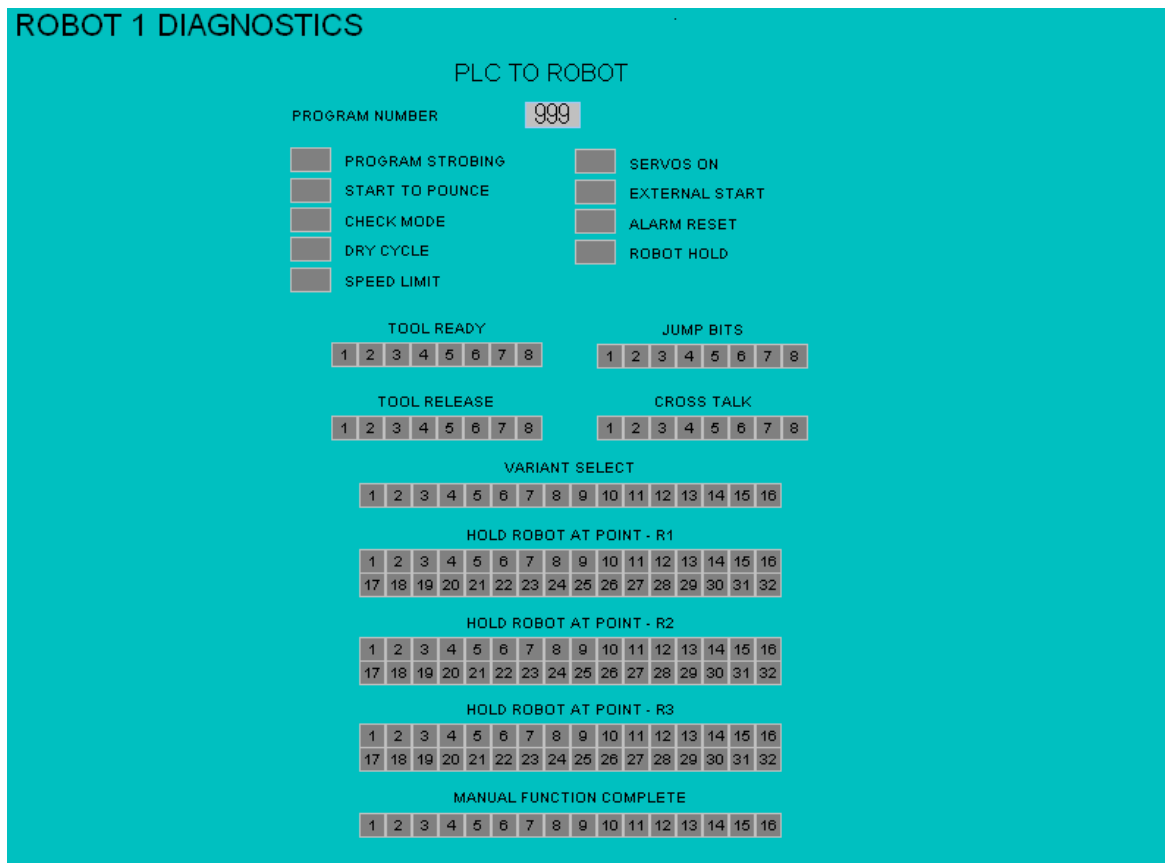 ROBOT 1 DIAGNOSTICS
PLC TO ROBOT
PROGRAM NUMBER 999
PROGRAM STROBING SERVOS ON
START TO POUNCE EXTERNAL START
CHECK MODE ALARM RESET
DRY CYCLE ROBOT HOLD
SPEED LIMIT
TOOL READY JUMP BITS
1 2 3 4 5 6 7 8 1 2 3 4 5 6 7 8
TOOL RELEASE CROSS TALK
1 2 3 4 5 6 7 8 1 2 3 4 5 6 7 8
VARIANT SELECT
1 2 3 4 5 6 7 8 9 10 11 12 13 14 15 16
HOLD ROBOT AT POINT - R1
1 2 3 4 5 6 7 8 9 10 11 12 13 14 15 16
17 18 19 20 21 22 23 24 25 26 27 28 29 30 31 32
HOLD ROBOT AT POINT - R2
1 2 3 4 5 6 7 8 9 10 11 12 13 14 15 16
17 18 19 20 21 22 23 24 25 26 27 28 29 30 31 32
HOLD ROBOT AT POINT - R3
1 2 3 4 5 6 7 8 9 10 11 12 13 14 15 16
17 18 19 20 21 22 23 24 25 26 27 28 29 30 31 32
MANUAL FUNCTION COMPLETE
1 2 3 4 5 6 7 8 9 10 11 12 13 14 15 16